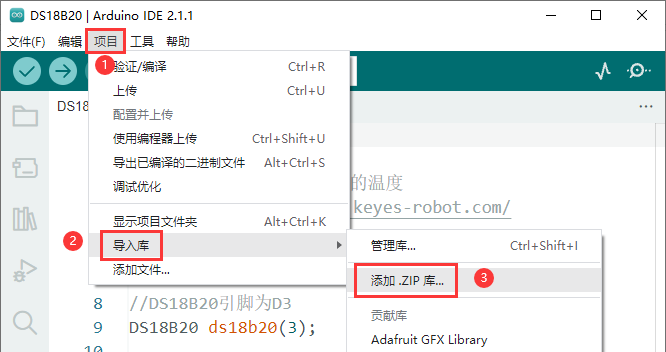 DS18B20 | Arduino IDE 2.1.1
文件(F) 编辑 项目 工具 帮助
1
验证/编译 Ctrl+R
上传 Ctrl+U
DS18
配置并上传
使用编程器上传 Ctrl+Shift+U
导出已编译的二进制文件 Alt+Ctrl+S
调试优化
的温度
keyes-robot.com/
显示项目文件夹 Alt+Ctrl+K
2
导入库
管理库... Ctrl+Shift+I
添加文件...
添加 .ZIP 库...
3
8 //DS18B20引脚为D3
贡献库
9 DS18B20 ds18b20(3);
Adafruit GFX Library
10